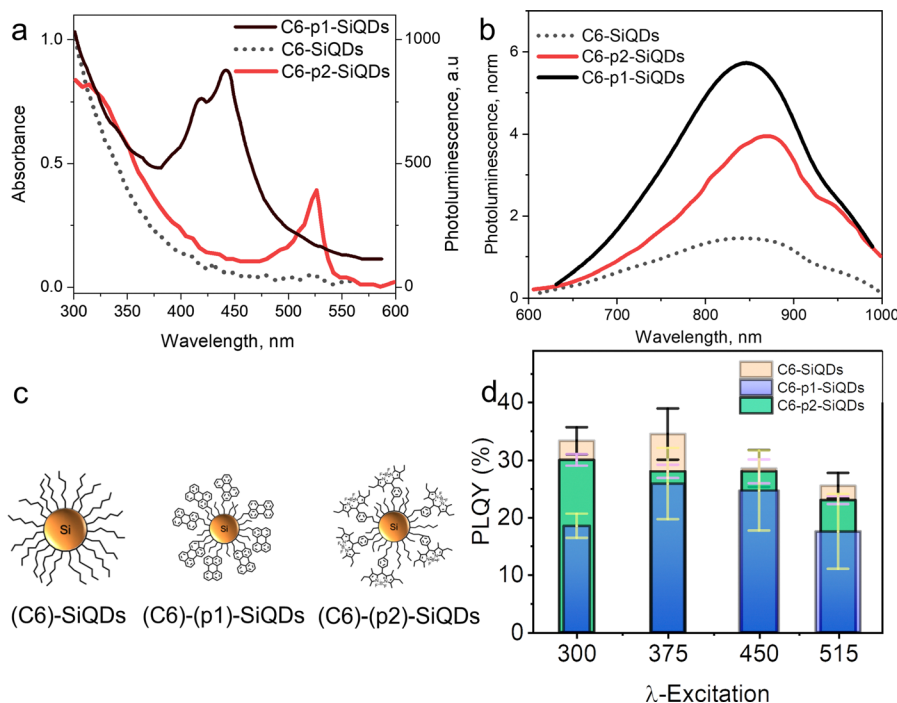 a
C6-p1-SiQDs
C6-SiQDs
C6-p2-SiQDs
Absorbance
1.0
0.5
0.0
Photoluminescence, a.u
1000
500
0
300 350 400 450 500 550 600
Wavelength, nm
b
C6-SiQDs
C6-p2-SiQDs
C6-p1-SiQDs
Photoluminescence, norm
6
4
2
0
600 700 800 900 1000
Wavelength, nm
c
Si
Si
Si
(C6)-SiQDs (C6)-(p1)-SiQDs (C6)-(p2)-SiQDs
d
C6-SiQDs
C6-p1-SiQDs
C6-p2-SiQDs
PLQY (%)
40
30
20
10
0
300 375 450 515
λ-Excitation